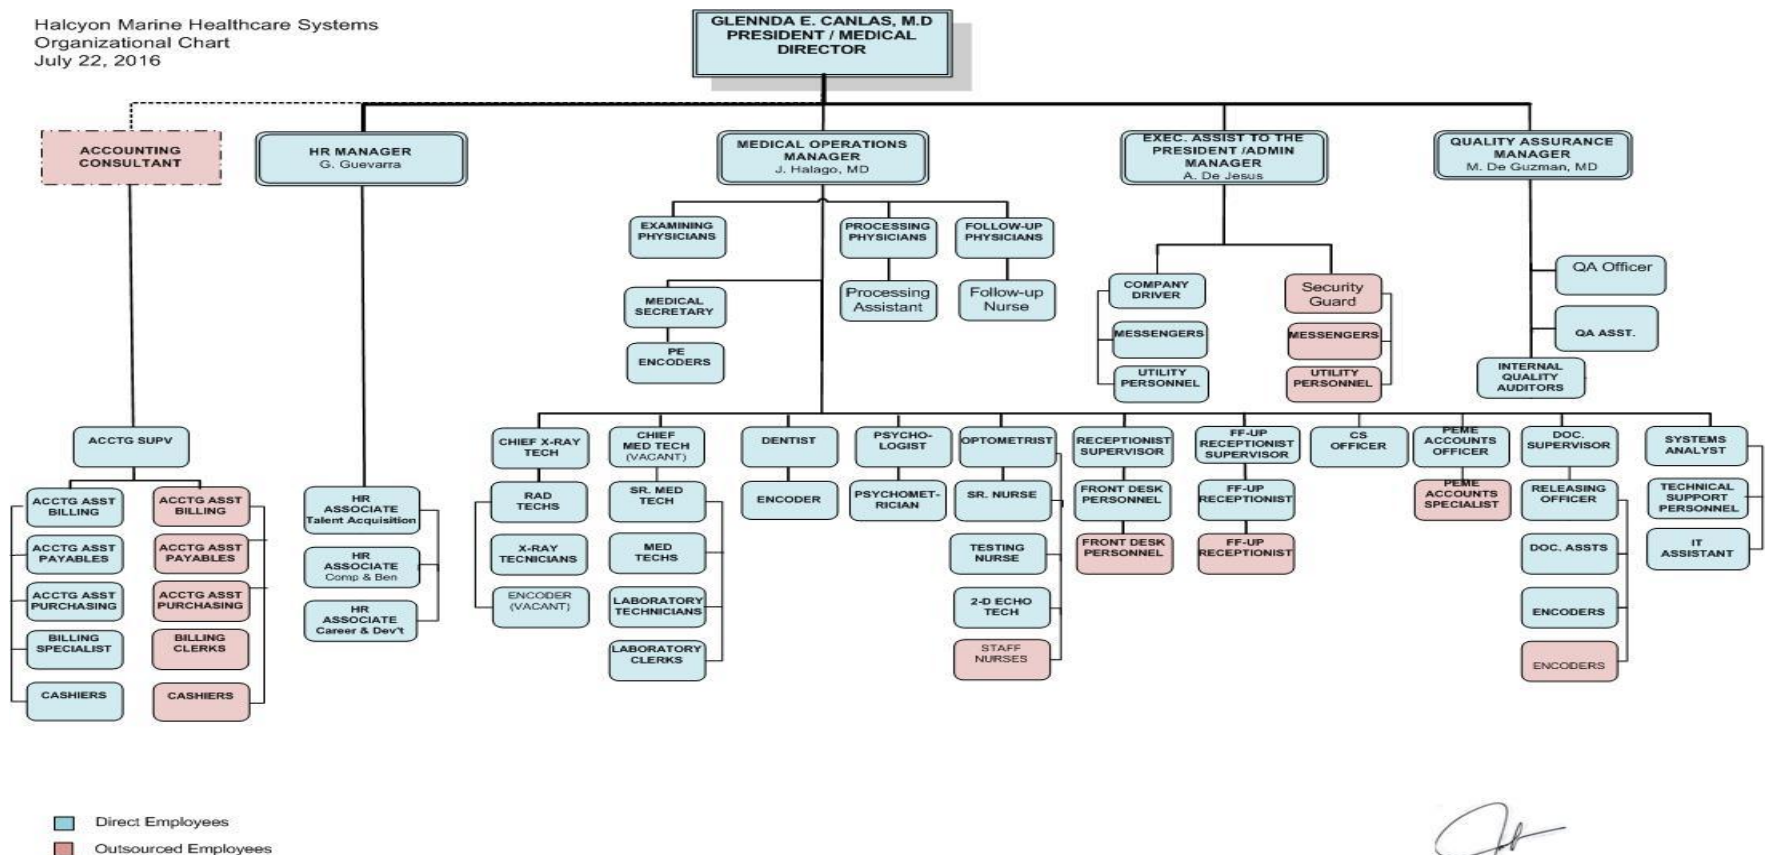 Halcyon Marine Healthcare Systems
Organizational Chart
July 22, 2016
GLENNDA E. CANLAS, M.D
PRESIDENT / MEDICAL
DIRECTOR
ACCOUNTING
CONSULTANT
HR MANAGER
G. Guevarra
MEDICAL OPERATIONS
MANAGER
J. Halago, MD
EXEC. ASSIST TO THE
PRESIDENT /ADMIN
MANAGER
A. De Jesus
QUALITY ASSURANCE
MANAGER
M. De Guzman, MD
EXAMINING
PHYSICIANS
PROCESSING
PHYSICIANS
FOLLOW-UP
PHYSICIANS
MEDICAL
SECRETARY
Processing
Assistant
Follow-up
Nurse
PE
ENCODERS
COMPANY
DRIVER
MESSENGERS
UTILITY
PERSONNEL
Security
Guard
MESSENGERS
UTILITY
PERSONNEL
QA Officer
QA ASST.
INTERNAL
QUALITY
AUDITORS
ACCTG SUPV
ACCTG ASST
BILLING
ACCTG ASST
PAYABLES
ACCTG ASST
PURCHASING
BILLING
SPECIALIST
CASHIERS
ACCTG ASST
BILLING
ACCTG ASST
PAYABLES
ACCTG ASST
PURCHASING
BILLING
CLERKS
CASHIERS
HR
ASSOCIATE
Talent Acquisition
HR
ASSOCIATE
Comp & Ben
HR
ASSOCIATE
Career & Dev't
CHIEF X-RAY
TECH
RAD
TECHS
X-RAY
TECNICIANS
ENCODER
(VACANT)
CHIEF
MED TECH
(VACANT)
SR. MED
TECH
MED
TECHS
LABORATORY
TECHNICIANS
LABORATORY
CLERKS
DENTIST
ENCODER
PSYCHO-
LOGIST
PSYCHOMET-
RICIAN
OPTOMETRIST
SR. NURSE
TESTING
NURSE
2-D ECHO
TECH
STAFF
NURSES
RECEPTIONIST
SUPERVISOR
FRONT DESK
PERSONNEL
FRONT DESK
PERSONNEL
FF-UP
RECEPTIONIST
SUPERVISOR
FF-UP
RECEPTIONIST
FF-UP
RECEPTIONIST
CS
OFFICER
PEME
ACCOUNTS
OFFICER
PEME
ACCOUNTS
SPECIALIST
DOC.
SUPERVISOR
RELEASING
OFFICER
DOC. ASSTS
ENCODERS
ENCODERS
SYSTEMS
ANALYST
TECHNICAL
SUPPORT
PERSONNEL
IT
ASSISTANT
Direct Employees
Outsourced Employees